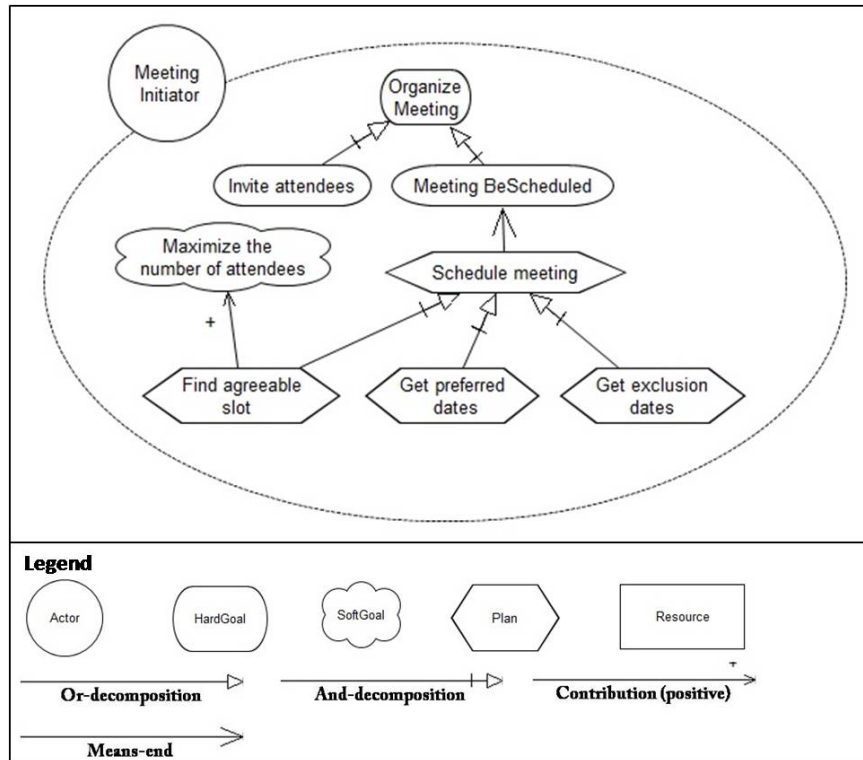 Meeting
Initiator
Organize
Meeting
Invite attendees
Meeting BeScheduled
Maximize the
number of attendees
Schedule meeting
+
Find agreeable
slot
Get preferred
dates
Get exclusion
dates
Legend
Actor
HardGoal
SoftGoal
Plan
Resource
+
Or-decomposition
And-decomposition
Contribution (positive)
Means-end